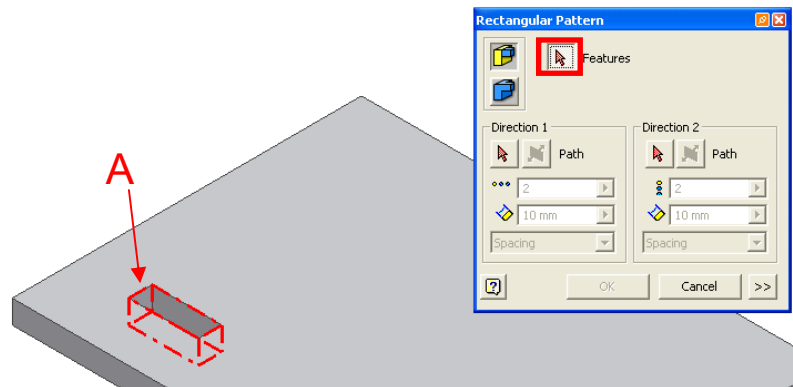 Rectangular Pattern
Features
Direction 1
Direction 2
Path
Path
2
2
10 mm
10 mm
Spacing
Spacing
?
OK
Cancel
>>
A